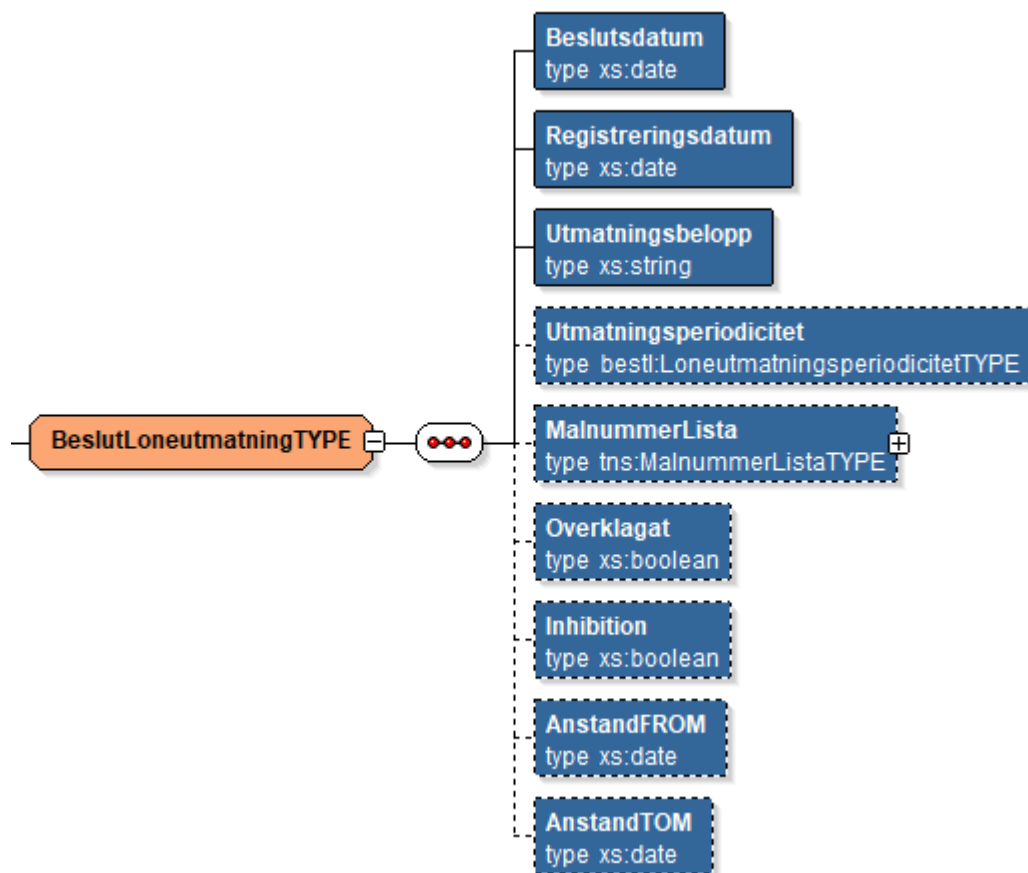 Beslutsdatum
type xs:date
Registreringsdatum
type xs:date
Utmatningsbelopp
type xs:string
Utmatningsperiodicitet
type bestl:LoneutmatningsperiodicitetTYPE
BeslutLoneutmatningTYPE
MalnummerLista
type tns:MalnummerListaTYPE
Overklagat
type xs:boolean
Inhibition
type xs:boolean
AnstandFROM
type xs:date
AnstandTOM
type xs:date